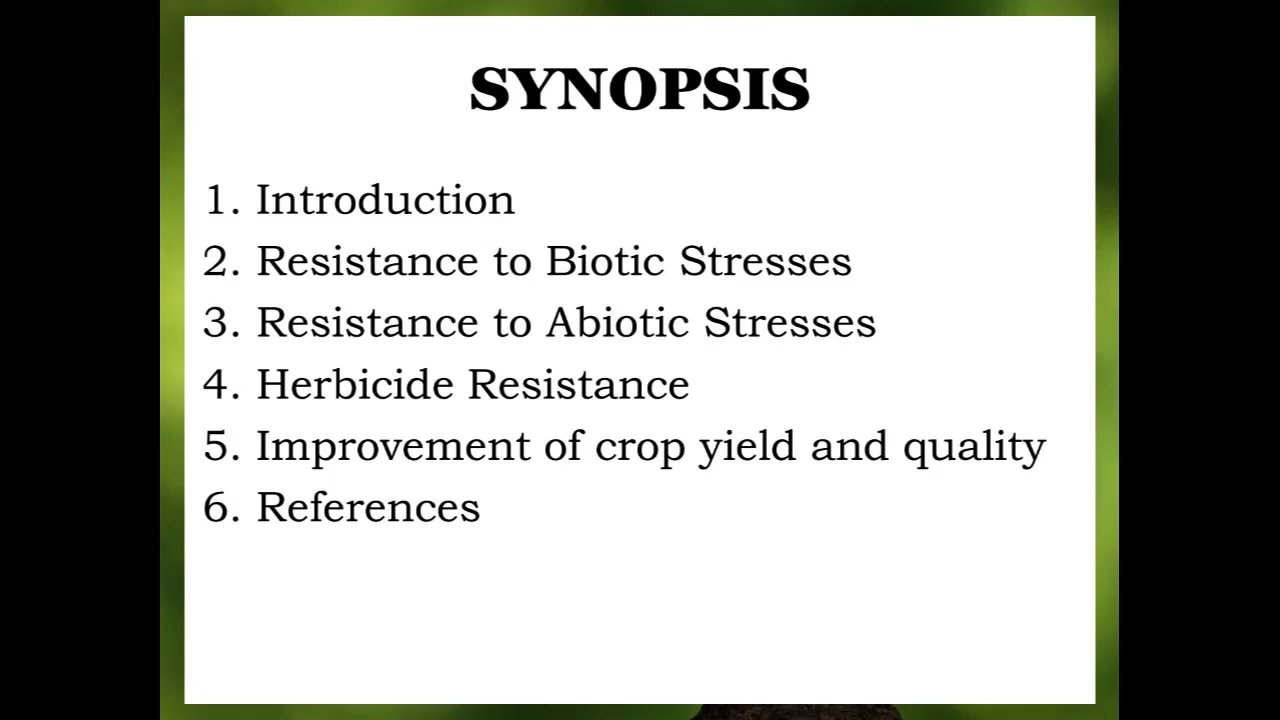 SYNOPSIS
1. Introduction
2. Resistance to Biotic Stresses
3. Resistance to Abiotic Stresses
4. Herbicide Resistance
5. Improvement of crop yield and quality
6. References